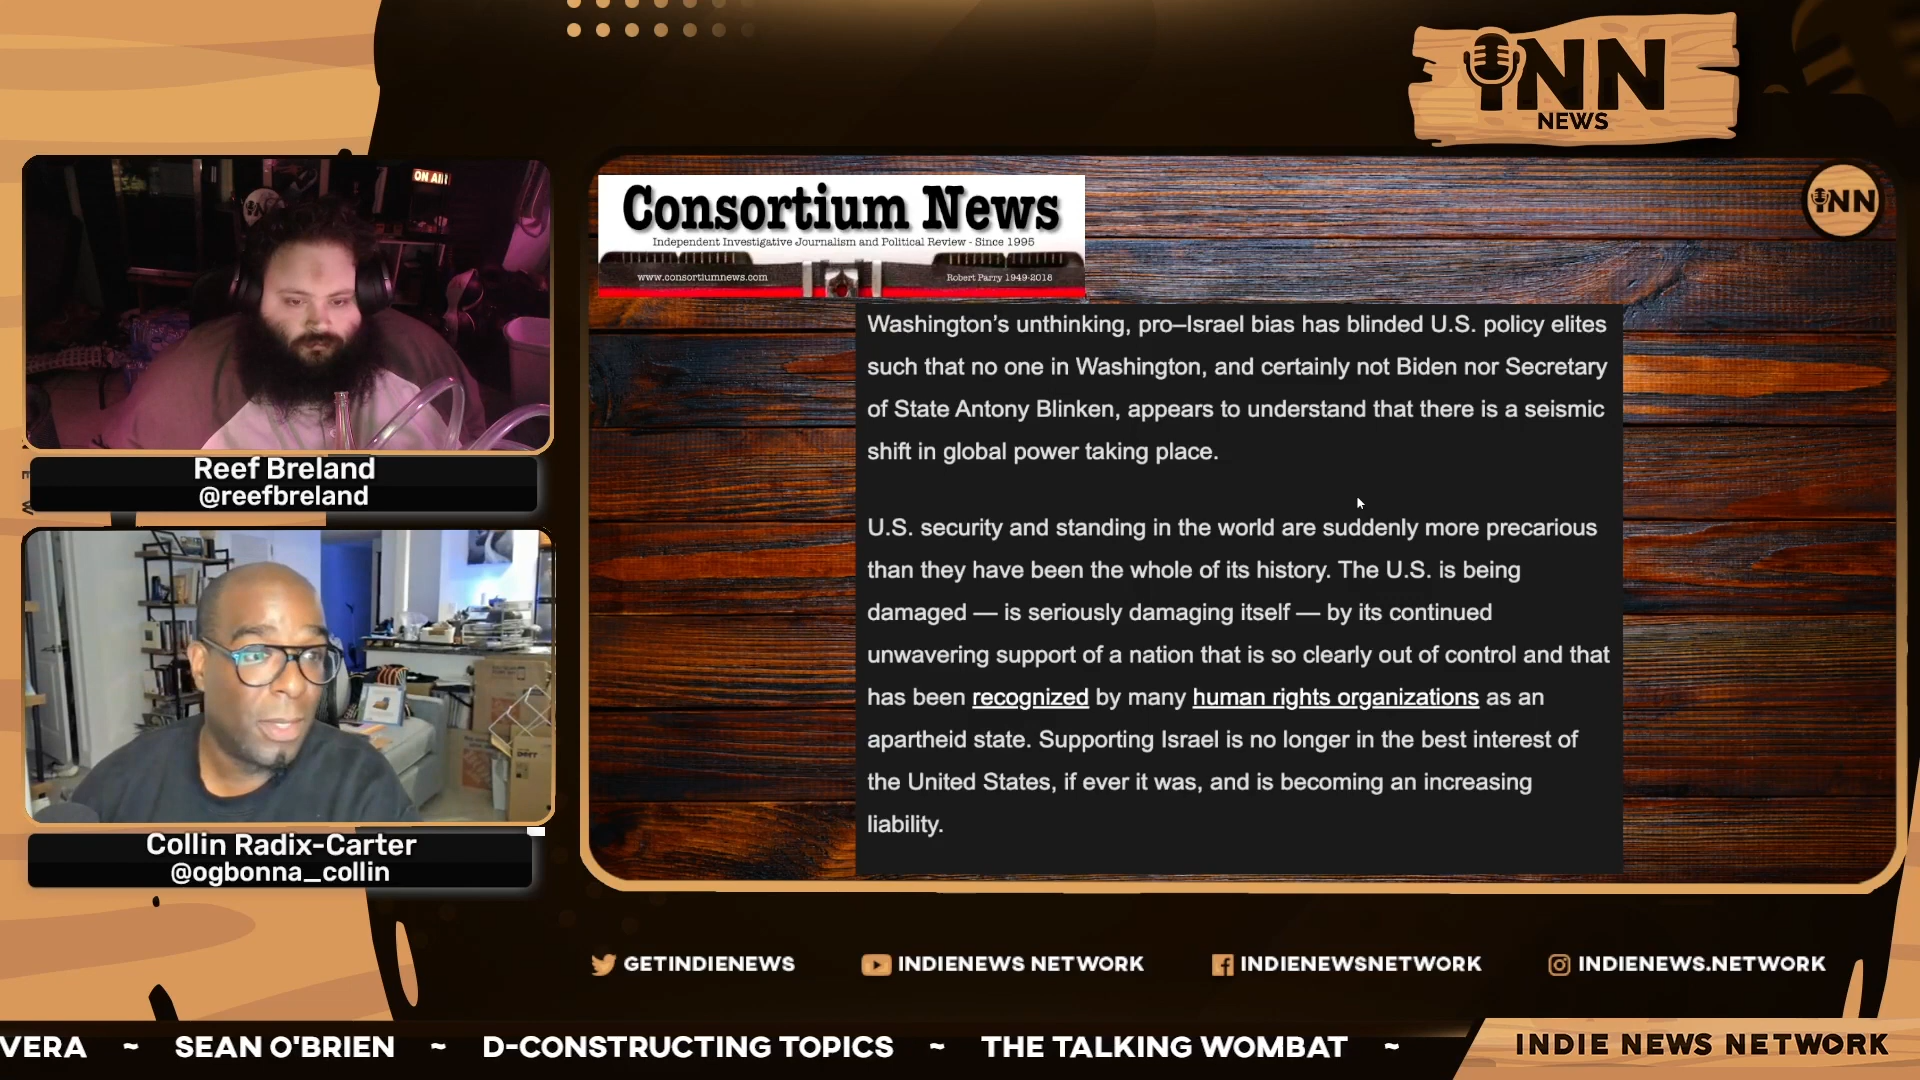 iNN
NEWS
ON AIR
Reef Breland
@reefbreland
Collin Radix-Carter
@ogbonna_collin
Consortium News
Independent Investigative Journalism and Political Review - Since 1995
www.consortiumnews.com
Robert Parry 1949-2018
iNN
Washington’s unthinking, pro–Israel bias has blinded U.S. policy elites
such that no one in Washington, and certainly not Biden nor Secretary
of State Antony Blinken, appears to understand that there is a seismic
shift in global power taking place.
U.S. security and standing in the world are suddenly more precarious
than they have been the whole of its history. The U.S. is being
damaged — is seriously damaging itself — by its continued
unwavering support of a nation that is so clearly out of control and that
has been recognized by many human rights organizations as an
apartheid state. Supporting Israel is no longer in the best interest of
the United States, if ever it was, and is becoming an increasing
liability.
GETINDIENEWS
INDIENEWS NETWORK
INDIENEWSNETWORK
INDIENEWS.NETWORK
VERA ~ SEAN O'BRIEN ~ D-CONSTRUCTING TOPICS ~ THE TALKING WOMBAT ~
INDIE NEWS NETWORK